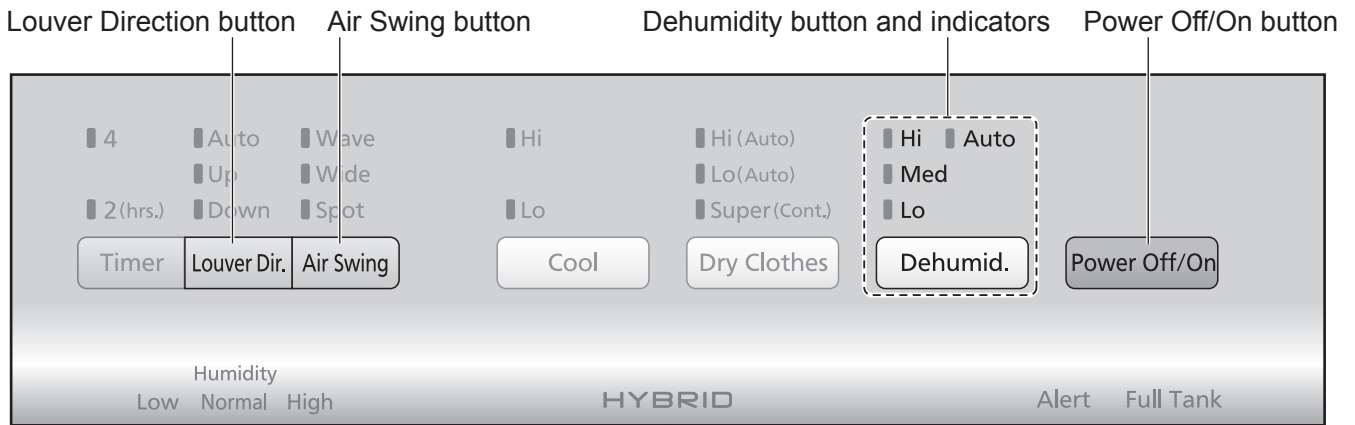 Louver Direction button Air Swing button Dehumidity button and indicators Power Off/On button
4 Auto Wave Hi Hi (Auto) Hi Auto
Up Wide Lo(Auto) Med
2(hrs.) Down Spot Lo Super(Cont.) Lo
Timer Louver Dir. Air Swing Cool Dry Clothes Dehumid. Power Off/On
Humidity
Low Normal High HYBRID Alert Full Tank